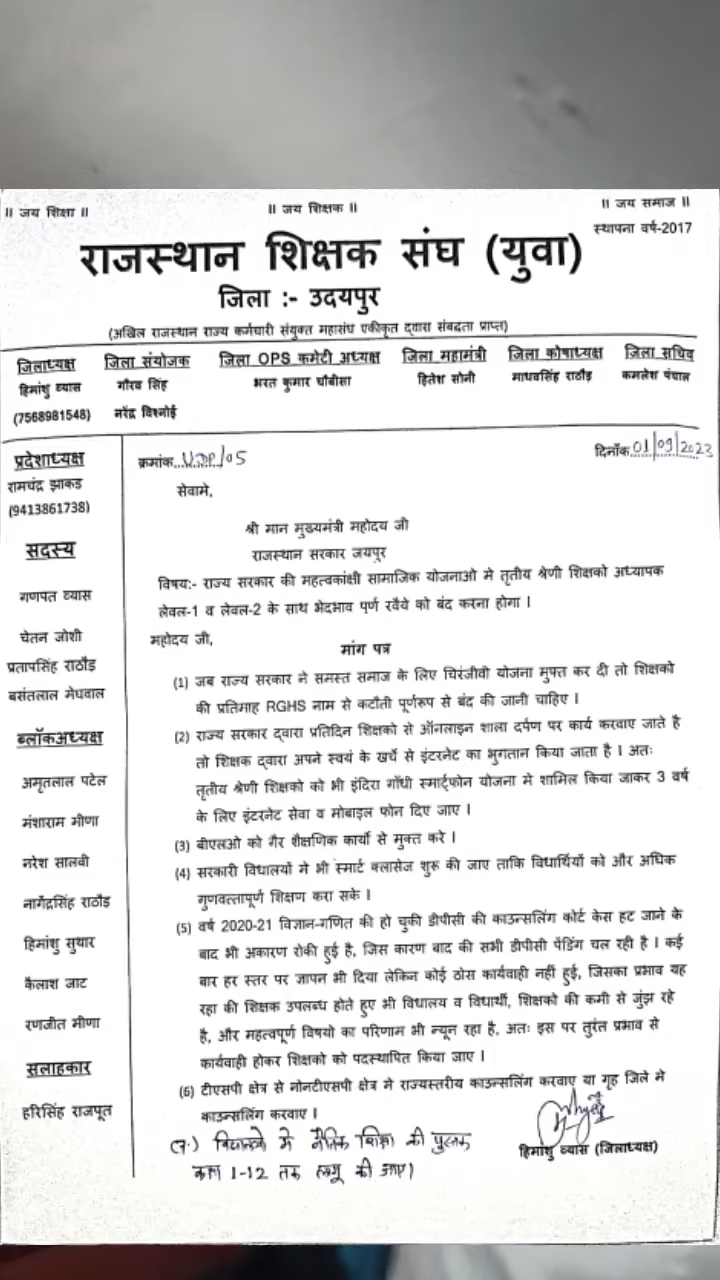 ॥ जय शिक्षा ॥ ॥ जय शिक्षक ॥ ॥ जय समाज ॥
स्थापना वर्ष-2017
राजस्थान शिक्षक संघ (युवा)
जिला :- उदयपुर
(अखिल राजस्थान राज्य कर्मचारी संयुक्त महासंघ एकीकृत द्वारा संबद्धता प्राप्त)
जिलाध्यक्ष जिला संयोजक जिला OPS कमेटी अध्यक्ष जिला महामंत्री जिला कोषाध्यक्ष जिला सचिव
हिमांशु व्यास गौरव सिंह भरत कुमार चौबीसा हितेश सोनी माधवसिंह राठौड़ कमलेश पंचाल
(7568981548) नरेंद्र विश्नोई
प्रदेशाध्यक्ष
रामचंद्र झाकड
(9413861738)
सदस्य
गणपत व्यास
चेतन जोशी
प्रतापसिंह राठौड़
बसंतलाल मेघवाल
ब्लॉकअध्यक्ष
अमृतलाल पटेल
मंशाराम मीणा
नरेश सालवी
नागेंद्रसिंह राठौड़
हिमांशु सुथार
कैलाश जाट
रणजीत मीणा
सलाहकार
हरिसिंह राजपूत
क्रमांक UDP/05 दिनाँक 01/09/2023
सेवामे,
श्री मान मुख्यमंत्री महोदय जी
राजस्थान सरकार जयपुर
विषय:- राज्य सरकार की महत्वकांक्षी सामाजिक योजनाओ मे तृतीय श्रेणी शिक्षको अध्यापक
लेवल-1 व लेवल-2 के साथ भेदभाव पूर्ण रवैये को बंद करना होगा ।
महोदय जी,
मांग पत्र
(1) जब राज्य सरकार ने समस्त समाज के लिए चिरंजीवी योजना मुफ्त कर दी तो शिक्षको
की प्रतिमाह RGHS नाम से कटौती पूर्णरुप से बंद की जानी चाहिए ।
(2) राज्य सरकार द्वारा प्रतिदिन शिक्षको से ऑनलाइन शाला दर्पण पर कार्य करवाए जाते है
तो शिक्षक द्वारा अपने स्वयं के खर्चे से इंटरनेट का भुगतान किया जाता है । अतः
तृतीय श्रेणी शिक्षको को भी इंदिरा गाँधी स्मार्टफोन योजना मे शामिल किया जाकर 3 वर्ष
के लिए इंटरनेट सेवा व मोबाइल फोन दिए जाए ।
(3) बीएलओ को गैर शैक्षणिक कार्यो से मुक्त करे ।
(4) सरकारी विद्यालयों मे भी स्मार्ट क्लासेज शुरू की जाए ताकि विद्यार्थियों को और अधिक
गुणवत्तापूर्ण शिक्षण करा सके ।
(5) वर्ष 2020-21 विज्ञान-गणित की हो चुकी डीपीसी की काउन्सलिंग कोर्ट केस हट जाने के
बाद भी अकारण रोकी हुई है, जिस कारण बाद की सभी डीपीसी पेंडिंग चल रही है । कई
बार हर स्तर पर ज्ञापन भी दिया लेकिन कोई ठोस कार्यवाही नहीं हुई, जिसका प्रभाव यह
रहा की शिक्षक उपलब्ध होते हुए भी विद्यालय व विद्यार्थी, शिक्षको की कमी से जुंझ रहे
है, और महत्वपूर्ण विषयो का परिणाम भी न्यून रहा है, अतः इस पर तुरंत प्रभाव से
कार्यवाही होकर शिक्षको को पदस्थापित किया जाए ।
(6) टीएसपी क्षेत्र से नोनटीएसपी क्षेत्र मे राज्यस्तरीय काउन्सलिंग करवाए या गृह जिले मे
काउन्सलिंग करवाए ।
(7.) विद्यालयो मे नैतिक शिक्षा की पुस्तक
कक्षा 1-12 तक लागू की जाए।
हिमांशु व्यास (जिलाध्यक्ष)